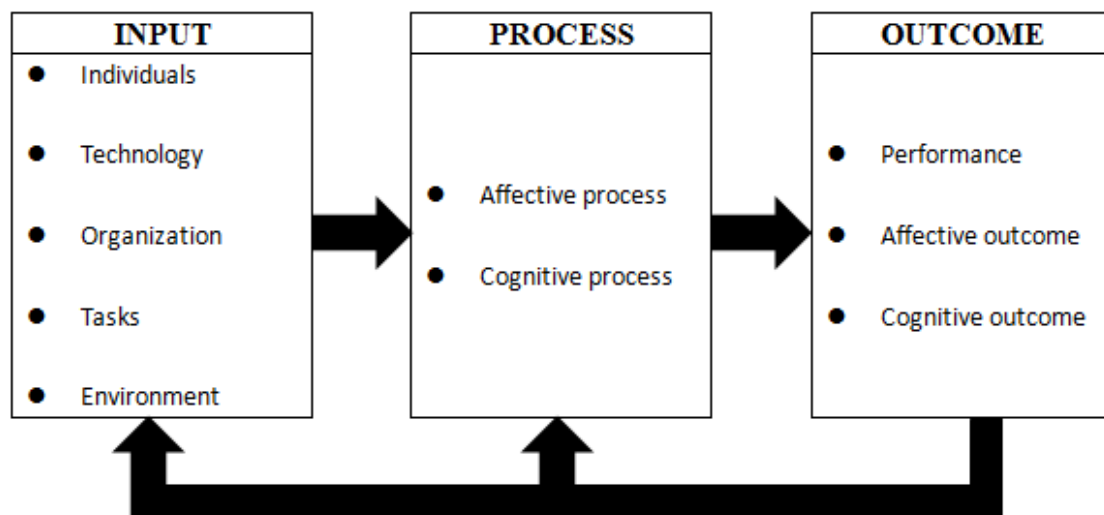 INPUT
● Individuals
● Technology
● Organization
● Tasks
● Environment
PROCESS
● Affective process
● Cognitive process
OUTCOME
● Performance
● Affective outcome
● Cognitive outcome